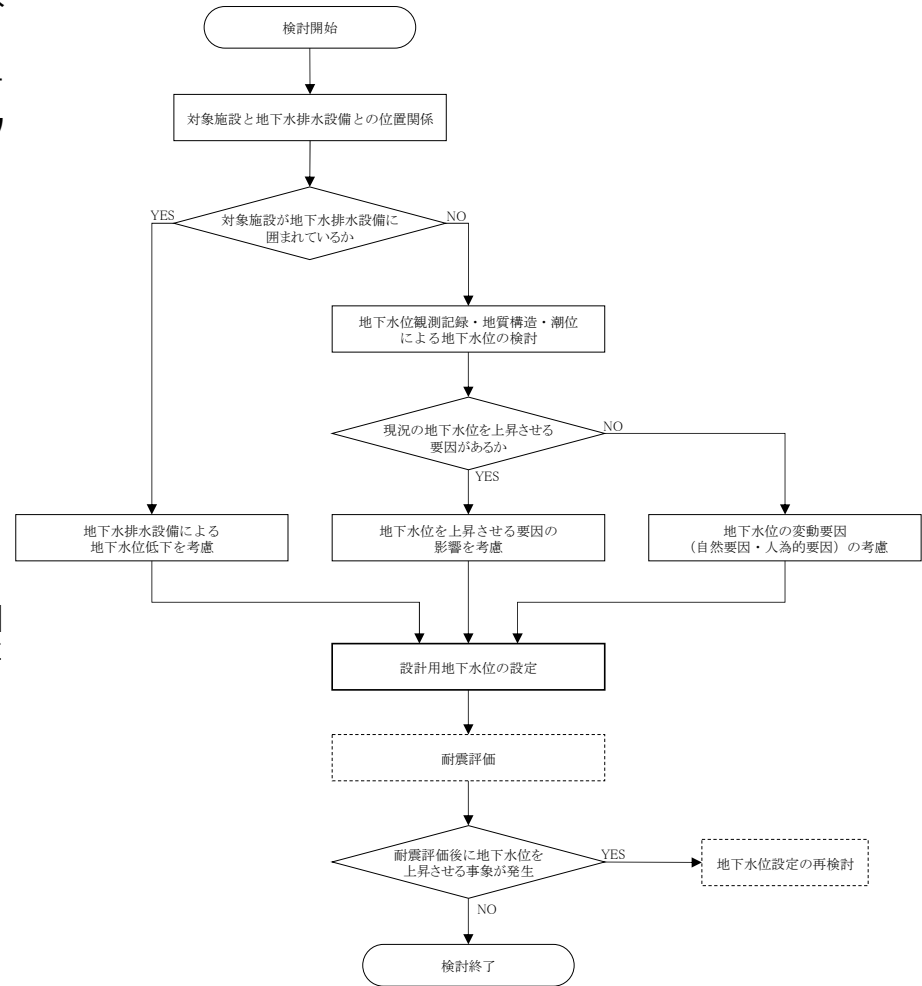 検討開始
対象施設と地下水排水設備との位置関係
対象施設が地下水排水設備に
囲まれているか
YES
NO
地下水位観測記録・地質構造・潮位
による地下水位の検討
現況の地下水位を上昇させる
要因があるか
NO
YES
地下水排水設備による
地下水位低下を考慮
地下水位を上昇させる要因の
影響を考慮
地下水位の変動要因
（自然要因・人為的要因）の考慮
設計用地下水位の設定
耐震評価
耐震評価後に地下水位を
上昇させる事象が発生
YES
地下水位設定の再検討
NO
検討終了